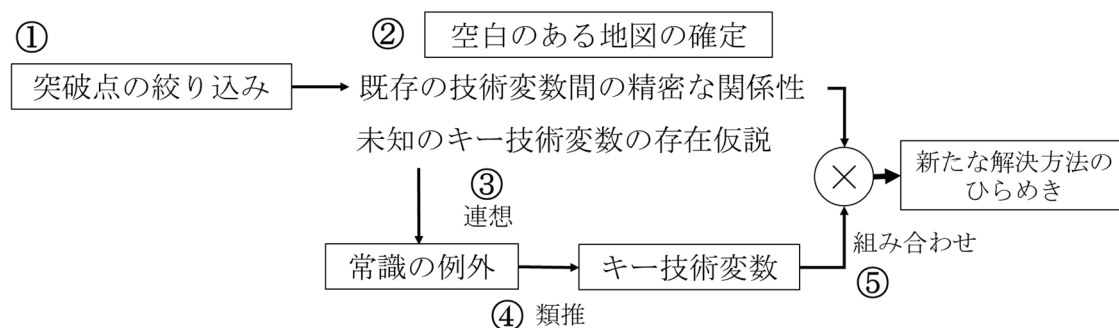 ①
突破点の絞り込み
②
空白のある地図の確定
既存の技術変数間の精密な関係性
未知のキー技術変数の存在仮説
③
連想
常識の例外
④ 類推
キー技術変数
組み合わせ
⑤
×
新たな解決方法の
ひらめき